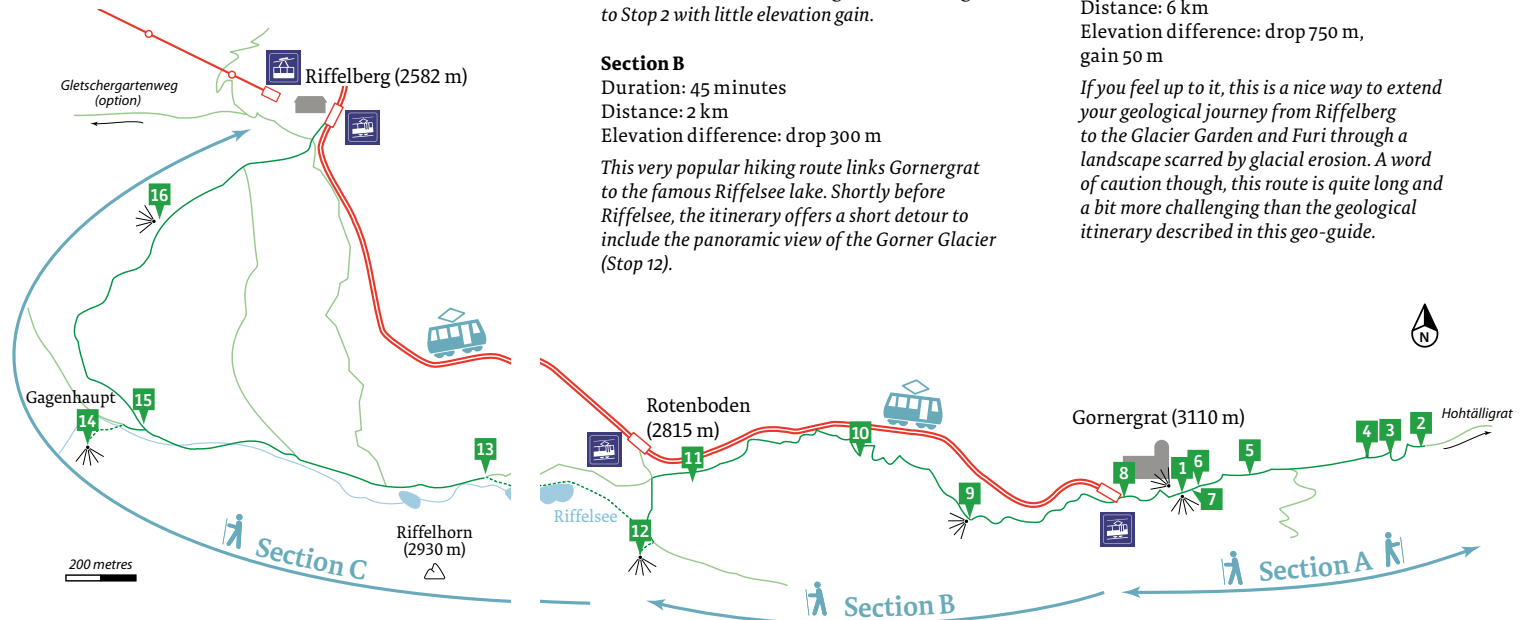 to Stop 2 with little elevation gain.
Section B
Duration: 45 minutes
Distance: 2 km
Elevation difference: drop 300 m
This very popular hiking route links Gornergrat
to the famous Riffelsee lake. Shortly before
Riffelsee, the itinerary offers a short detour to
include the panoramic view of the Gorner Glacier
(Stop 12).
Distance: 6 km
Elevation difference: drop 750 m,
gain 50 m
If you feel up to it, this is a nice way to extend
your geological journey from Riffelberg
to the Glacier Garden and Furi through a
landscape scarred by glacial erosion. A word
of caution though, this route is quite long and
a bit more challenging than the geological
itinerary described in this geo-guide.
Riffelberg (2582 m)
Gletschergartenweg
(option)
16
Gagenhaupt
14
15
13
Riffelhorn
(2930 m)
200 metres
Section C
Rotenboden
(2815 m)
11
10
Riffelsee
12
9
Gornergrat (3110 m)
8
1
6
7
5
4
3
2
Hohtälligrat
N
Section B
Section A